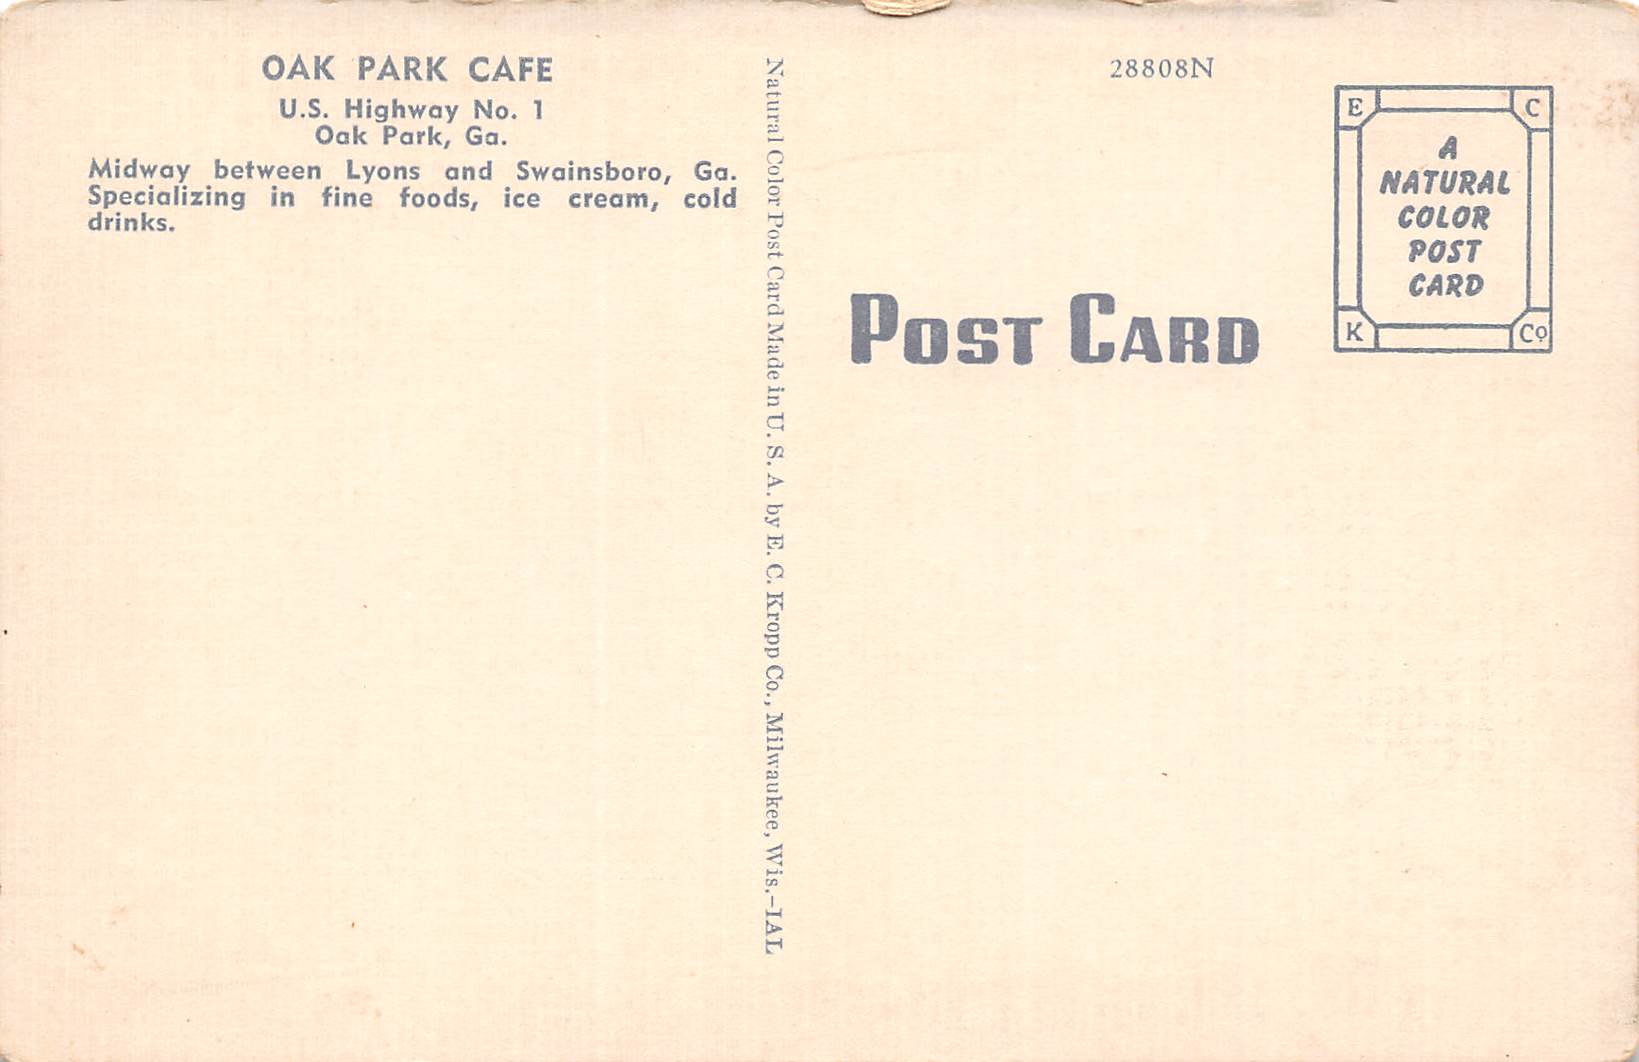 OAK PARK CAFE
U.S. Highway No. 1
Oak Park, Ga.
Midway between Lyons and Swainsboro, Ga.
Specializing in fine foods, ice cream, cold
drinks.
Natural Color Post Card Made in U. S. A. by E. C. Kropp Co., Milwaukee, Wis.–IAL
28808N
POST CARD
E C
A
NATURAL
COLOR
POST
CARD
K Co